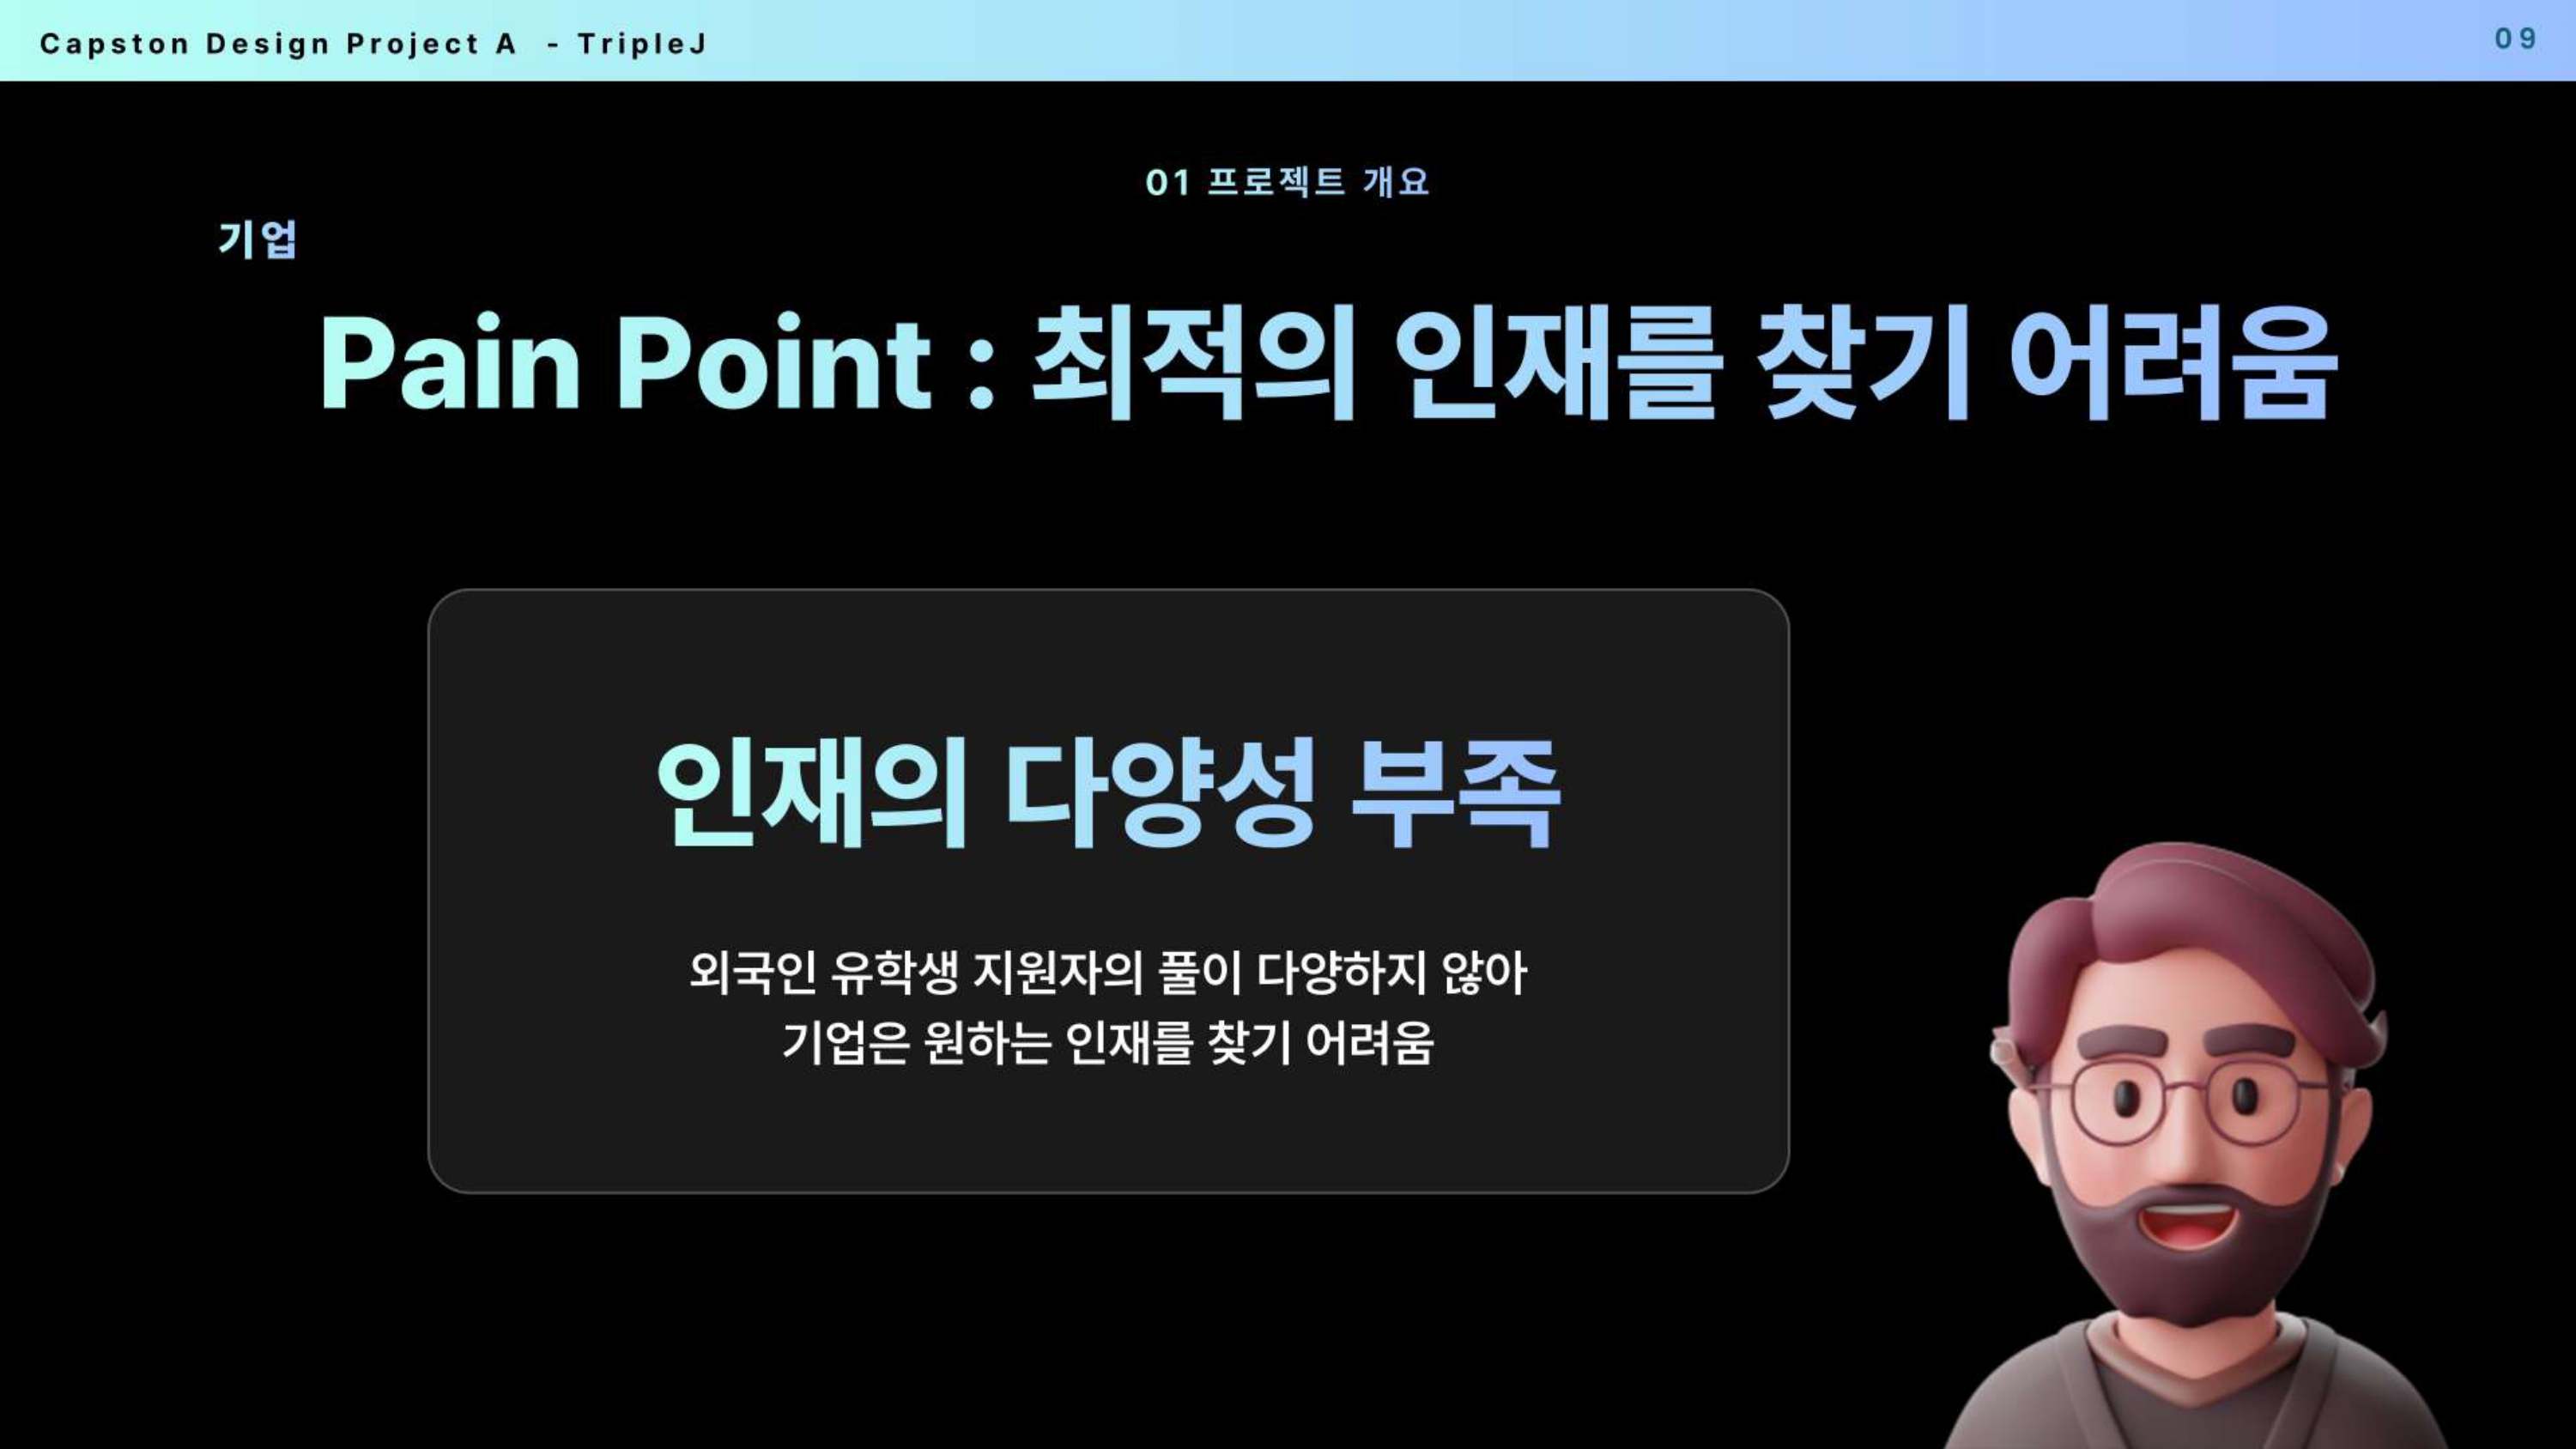 Capston Design Project A - TripleJ
09
01 프로젝트 개요
기업
Pain Point : 최적의 인재를 찾기 어려움
인재의 다양성 부족
외국인 유학생 지원자의 풀이 다양하지 않아
기업은 원하는 인재를 찾기 어려움